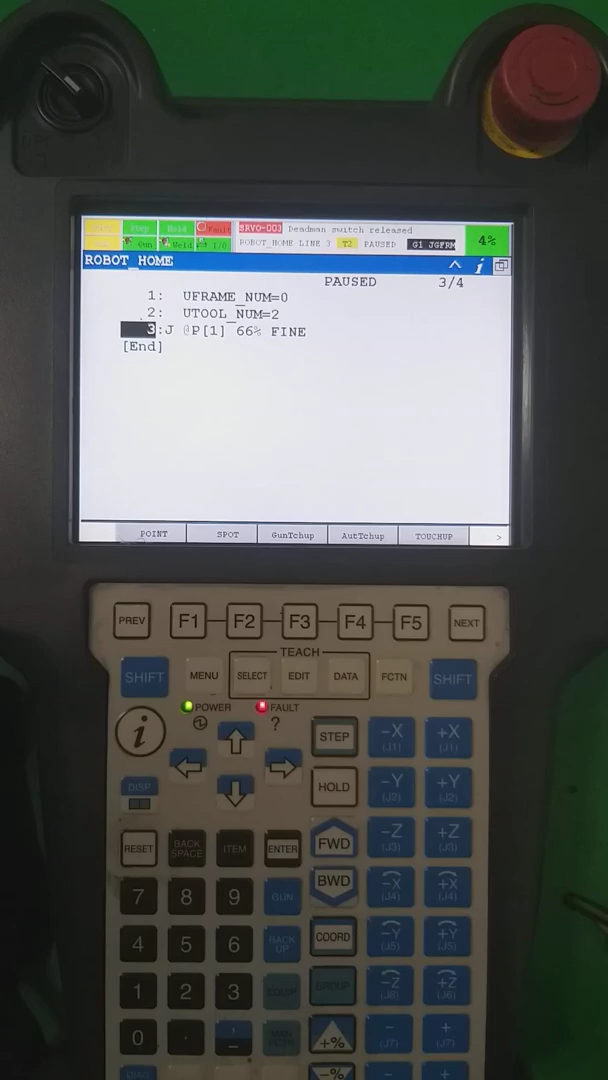 Step Hold Fault SRVO-003 Deadman switch released
Gun Weld I/O ROBOT_HOME LINE 3 T2 PAUSED G1 JGFRM 4%
ROBOT_HOME
PAUSED 3/4
1: UFRAME_NUM=0
2: UTOOL_NUM=2
3:J @P[1] 66% FINE
[End]
POINT SPOT GunTchup AutTchup TOUCHUP >
PREV F1 F2 F3 F4 F5 NEXT
TEACH
SHIFT MENU SELECT EDIT DATA FCTN SHIFT
POWER FAULT
i ? STEP -X (J1) +X (J1)
DISP HOLD -Y (J2) +Y (J2)
RESET BACK SPACE ITEM ENTER FWD -Z (J3) +Z (J3)
7 8 9 GUN BWD -X (J4) +X (J4)
4 5 6 BACK UP COORD -Y (J5) +Y (J5)
1 2 3 EQUIP GROUP -Z (J6) +Z (J6)
0 . , - +% - (J7) + (J7)
-%